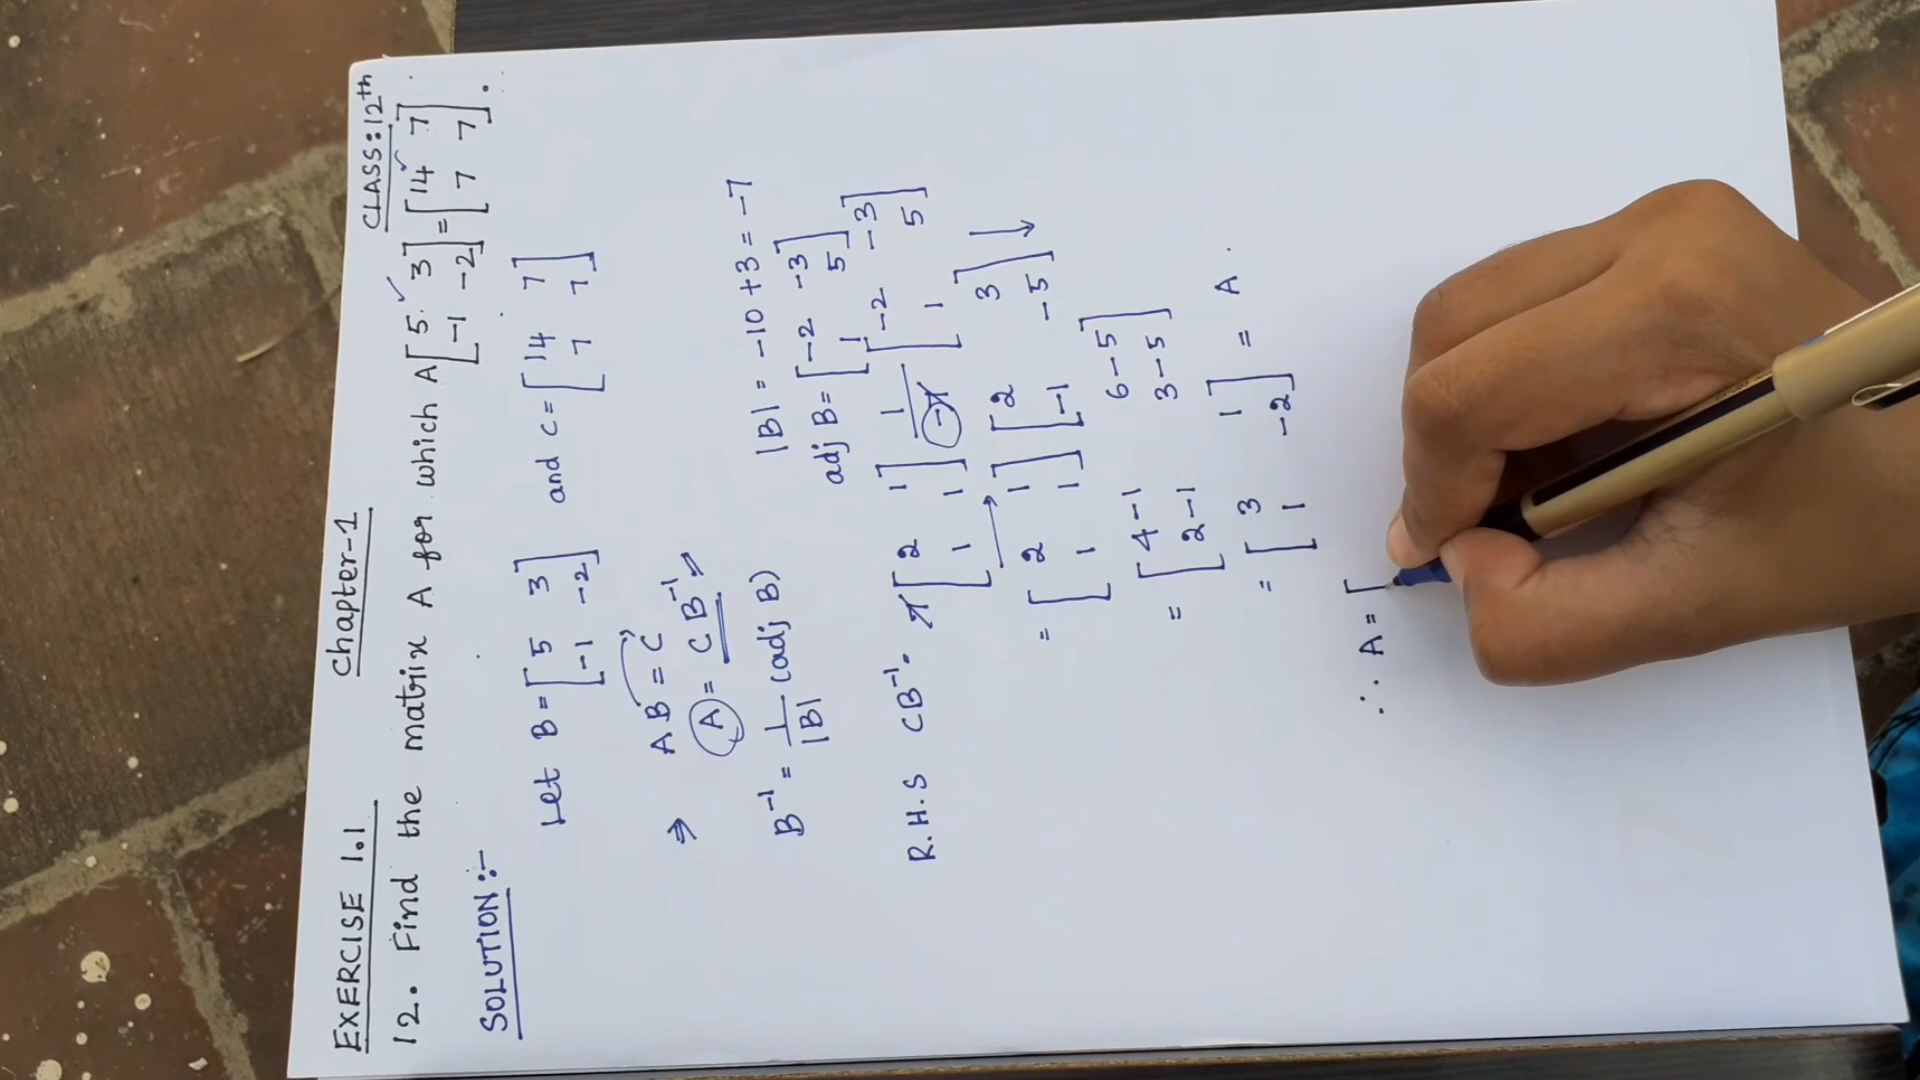 EXERCISE 1.1 Chapter-1 CLASS:12th
12. Find the matrix A for which A[5 3] = [14 7]
[-1 -2] [7 7].
SOLUTION:-
Let B = [5 3] and C = [14 7]
[-1 -2] [7 7]
AB = C
⇒ A = CB⁻¹
|B| = -10+3 = -7
B⁻¹ = 1/|B| (adj B) adj B = [-2 -3]
[1 5]
R.H.S CB⁻¹ = 7[2 1] 1/-7 [-2 -3]
[1 1] [1 5]
= [2 1] [2 3]
[1 1] [-1 -5]
= [4-1 6-5]
[2-1 3-5]
= [3 1] = A.
[1 -2]
∴ A = [